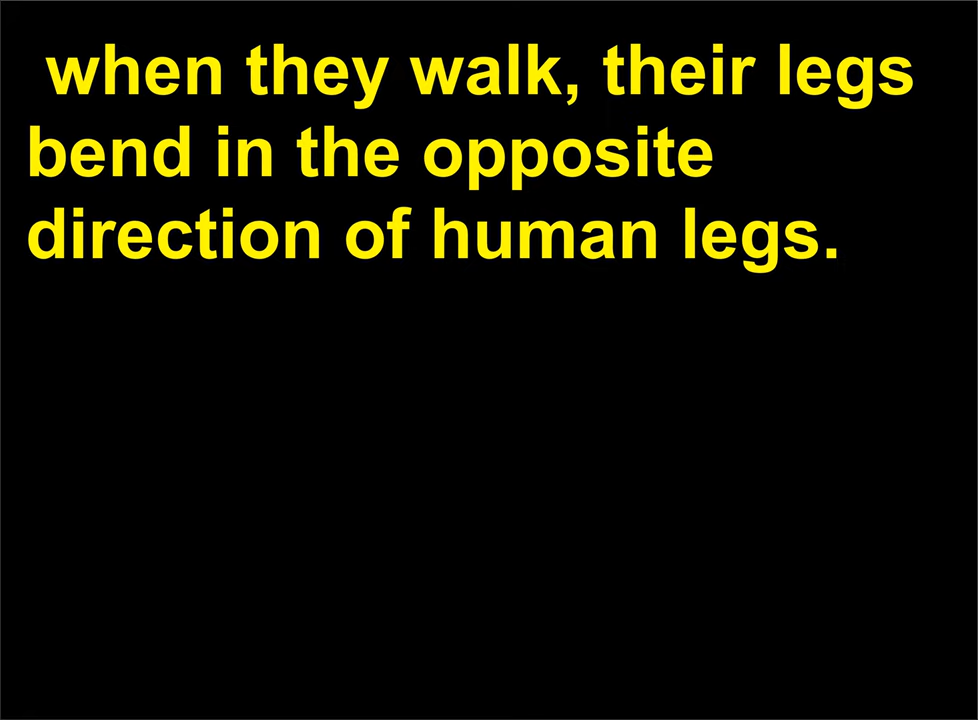 when they walk, their legs
bend in the opposite
direction of human legs.